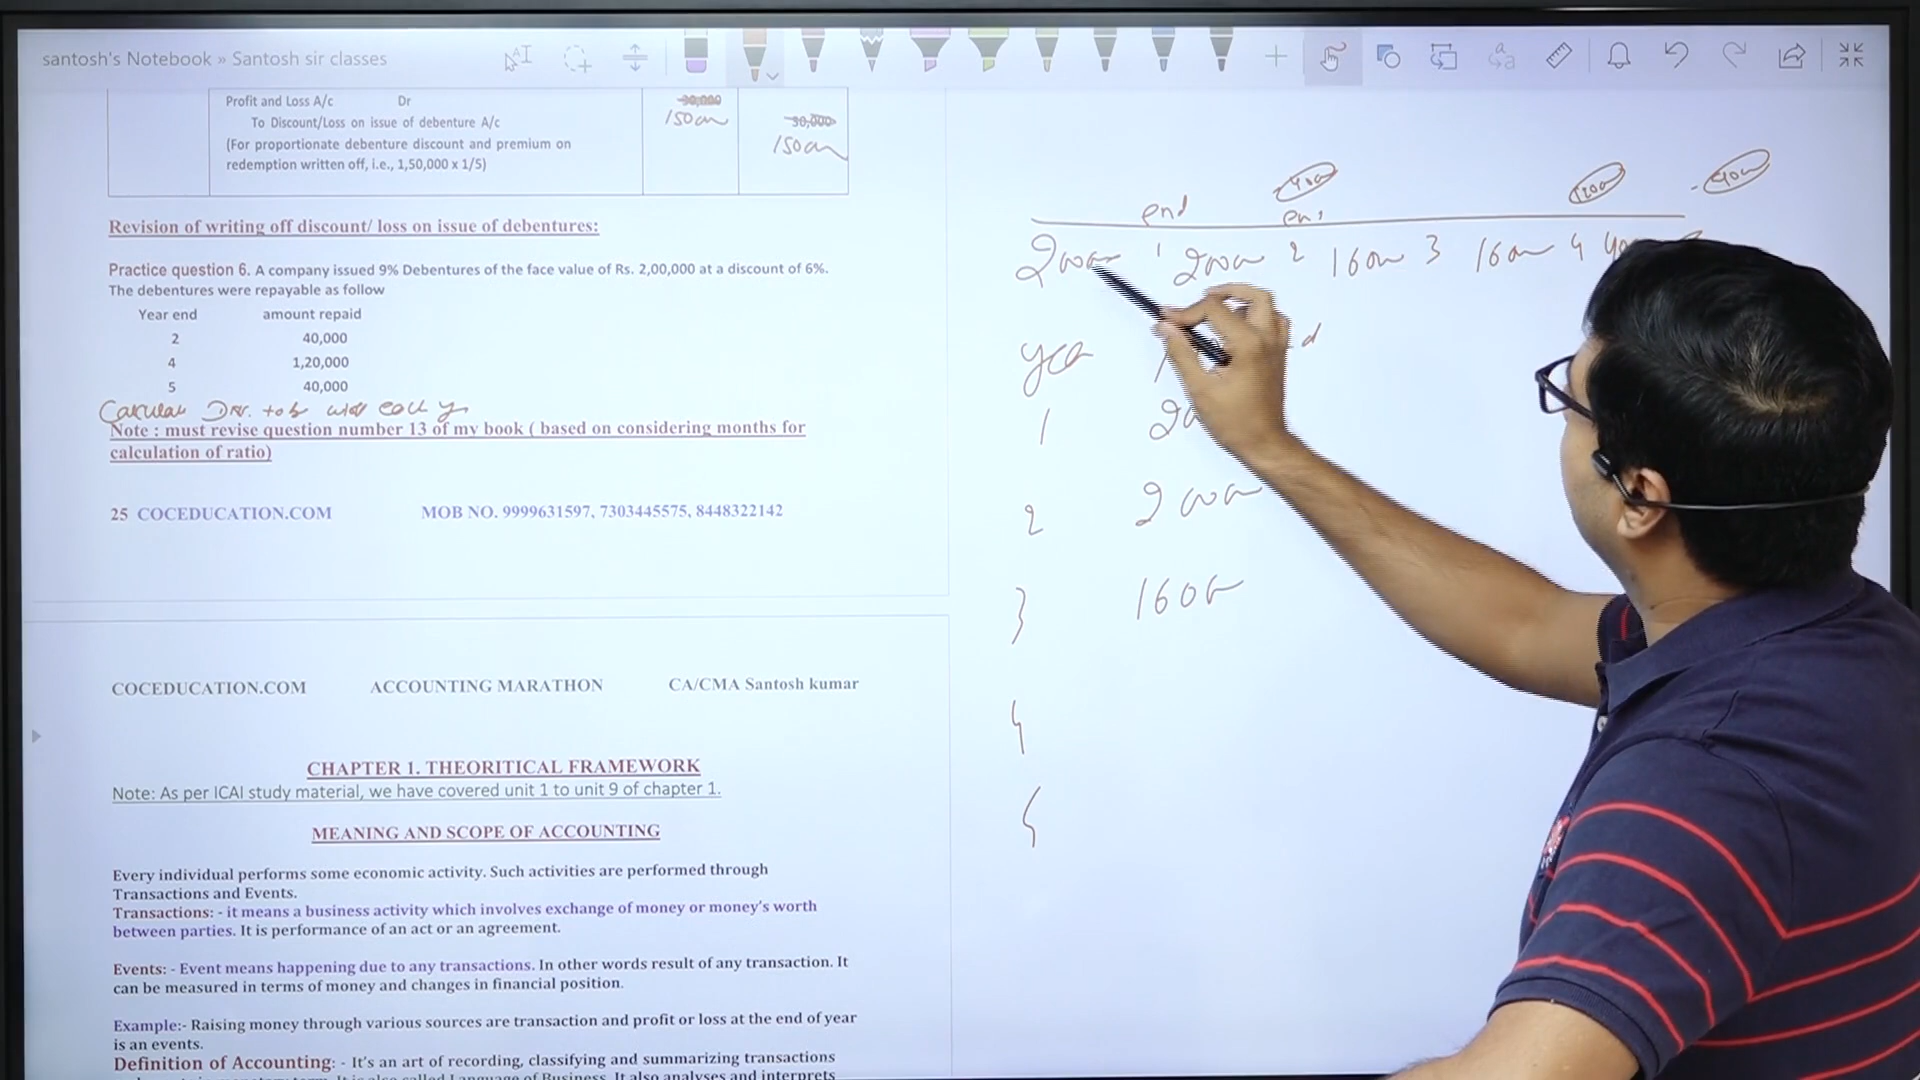 santosh's Notebook » Santosh sir classes
Profit and Loss A/c Dr
To Discount/Loss on issue of debenture A/c
(For proportionate debenture discount and premium on
redemption written off, i.e., 1,50,000 x 1/5)
30,000
30,000
Revision of writing off discount/ loss on issue of debentures:
Practice question 6. A company issued 9% Debentures of the face value of Rs. 2,00,000 at a discount of 6%.
The debentures were repayable as follow
Year end amount repaid
2 40,000
4 1,20,000
5 40,000
Note : must revise question number 13 of my book ( based on considering months for
calculation of ratio)
25 COCEDUCATION.COM MOB NO. 9999631597, 7303445575, 8448322142
COCEDUCATION.COM ACCOUNTING MARATHON CA/CMA Santosh kumar
CHAPTER 1. THEORITICAL FRAMEWORK
Note: As per ICAI study material, we have covered unit 1 to unit 9 of chapter 1.
MEANING AND SCOPE OF ACCOUNTING
Every individual performs some economic activity. Such activities are performed through
Transactions and Events.
Transactions: - it means a business activity which involves exchange of money or money's worth
between parties. It is performance of an act or an agreement.
Events: - Event means happening due to any transactions. In other words result of any transaction. It
can be measured in terms of money and changes in financial position.
Example:- Raising money through various sources are transaction and profit or loss at the end of year
is an events.
Definition of Accounting: - It's an art of recording, classifying and summarizing transactions
end
1 2 3 4
1
2
3
4
5